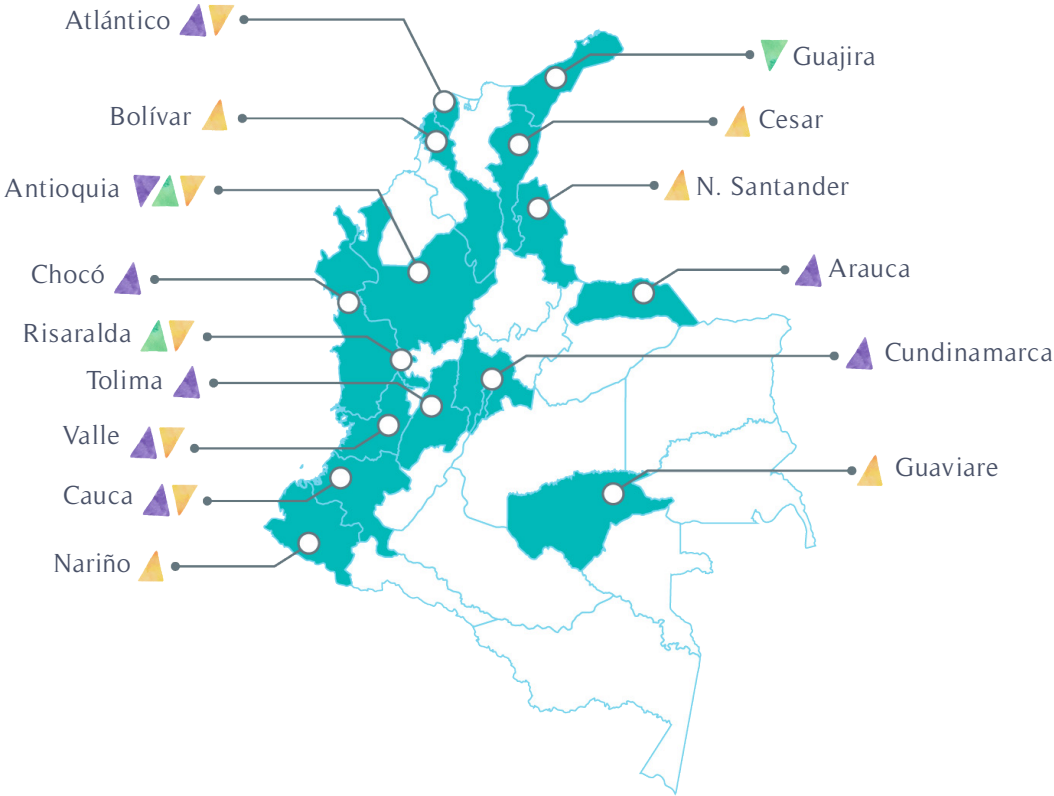 Atlántico
Bolívar
Antioquia
Chocó
Risaralda
Tolima
Valle
Cauca
Nariño
Guajira
Cesar
N. Santander
Arauca
Cundinamarca
Guaviare